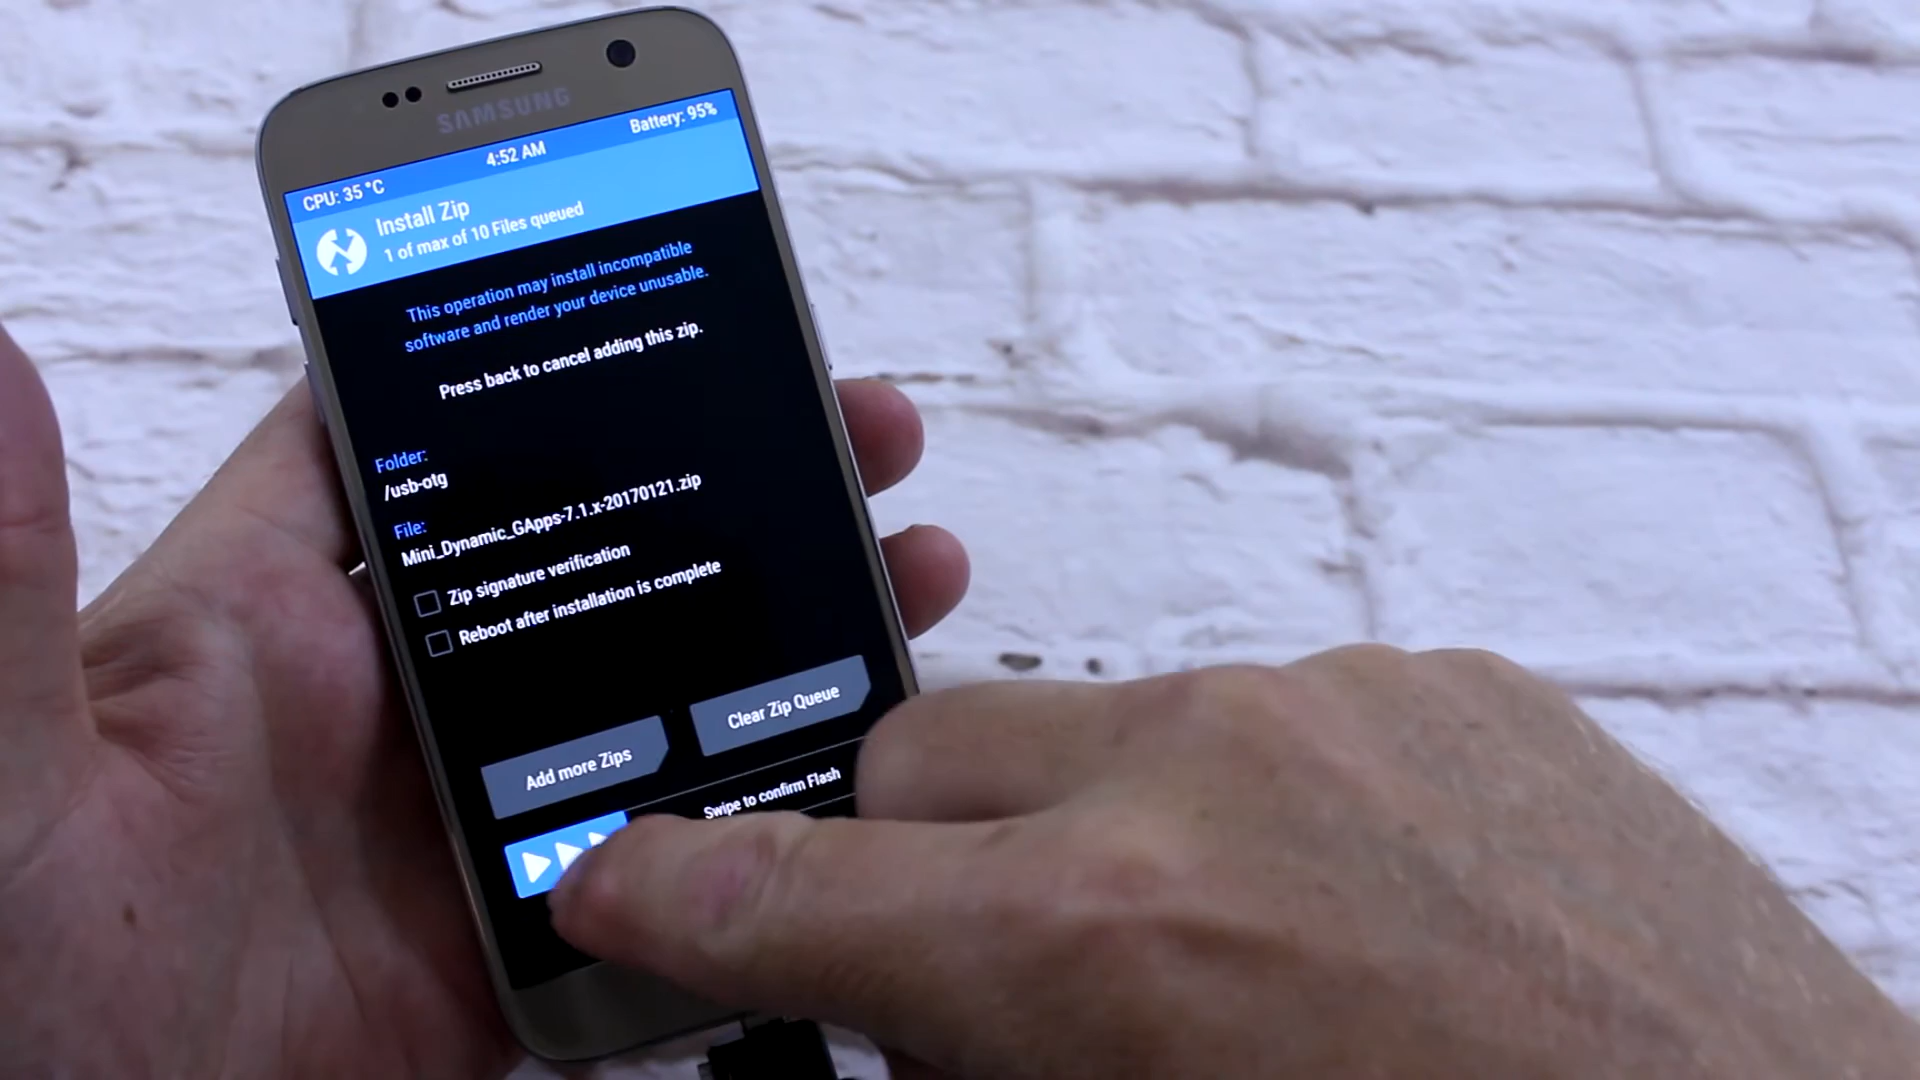 SAMSUNG
CPU: 35 °C
4:52 AM
Battery: 95%
Install Zip
1 of max of 10 Files queued
This operation may install incompatible
software and render your device unusable.
Press back to cancel adding this zip.
Folder:
/usb-otg
File:
Mini_Dynamic_GApps-7.1.x-20170121.zip
Zip signature verification
Reboot after installation is complete
Add more Zips
Clear Zip Queue
Swipe to confirm Flash